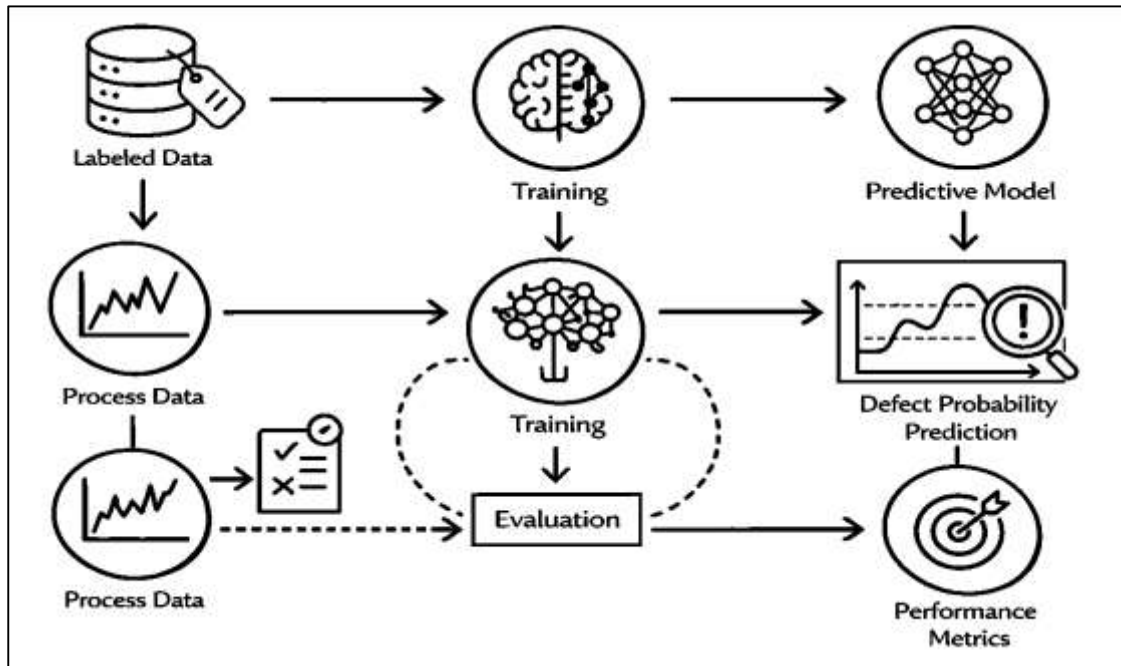 Labeled Data
Training
Predictive Model
Process Data
Training
Defect Probability
Prediction
Process Data
Evaluation
Performance
Metrics